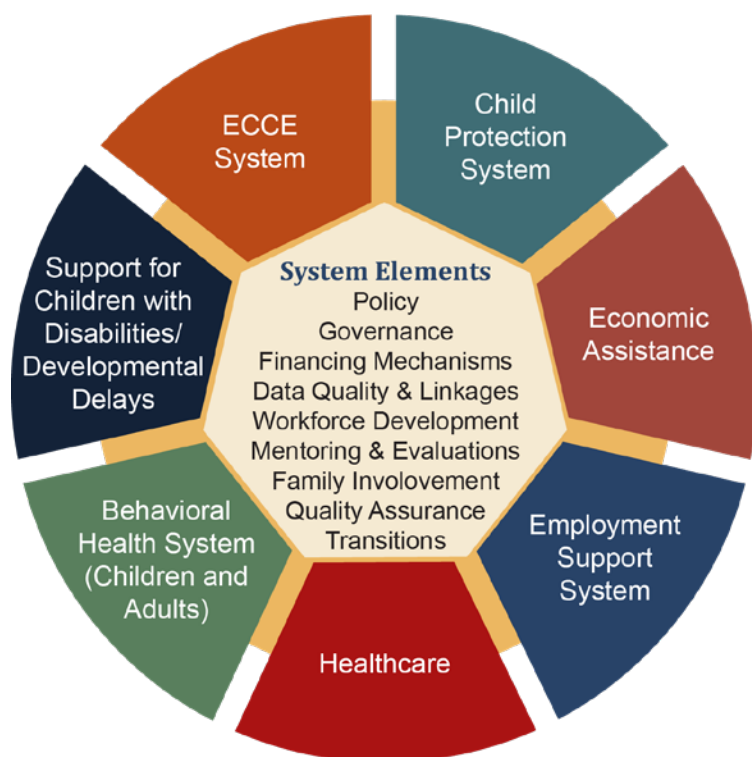 ECCE
System
Child
Protection
System
Economic
Assistance
Employment
Support
System
Healthcare
Behavioral
Health System
(Children and
Adults)
Support for
Children with
Disabilities/
Developmental
Delays
System Elements
Policy
Governance
Financing Mechanisms
Data Quality & Linkages
Workforce Development
Mentoring & Evaluations
Family Involovement
Quality Assurance
Transitions